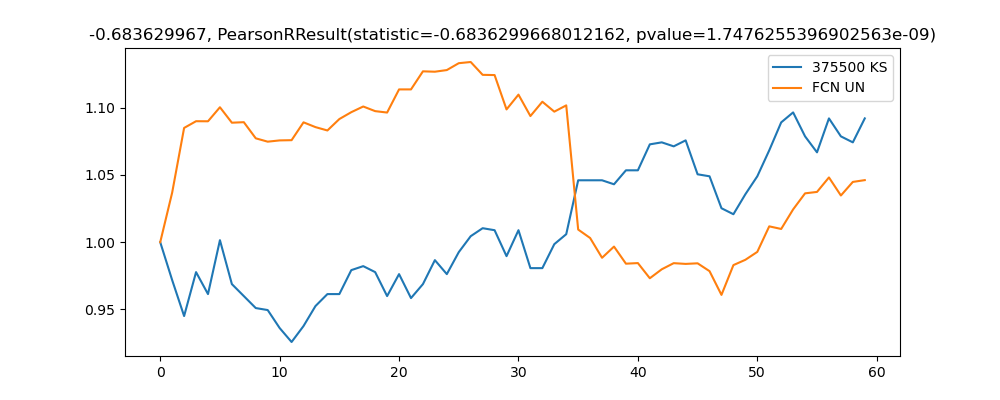 -0.683629967, PearsonRResult(statistic=-0.6836299668012162, pvalue=1.7476255396902563e-09)
375500 KS
FCN UN
1.10
1.05
1.00
0.95
0 10 20 30 40 50 60